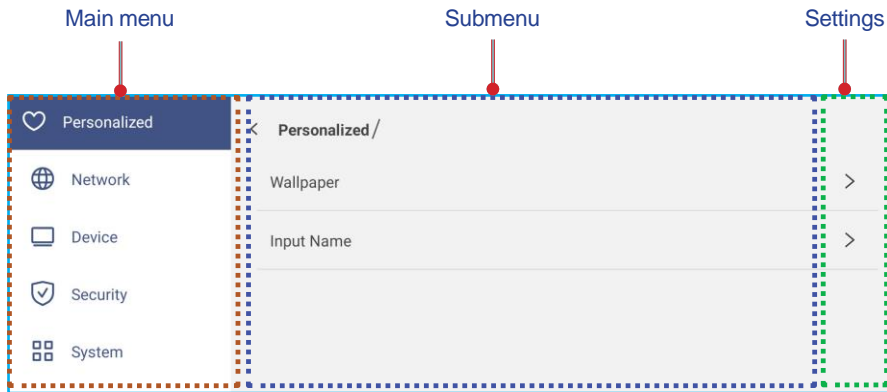 Main menu
Submenu
Settings
Personalized
Network
Device
Security
System
Personalized/
Wallpaper
Input Name